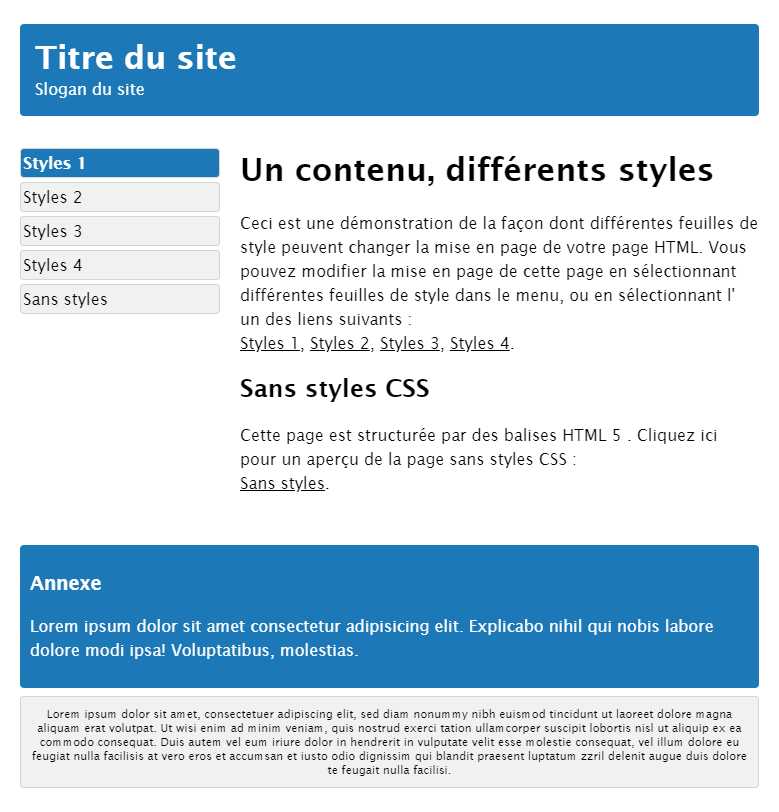 Titre du site
Slogan du site
Styles 1
Styles 2
Styles 3
Styles 4
Sans styles
Un contenu, différents styles
Ceci est une démonstration de la façon dont différentes feuilles de
style peuvent changer la mise en page de votre page HTML. Vous
pouvez modifier la mise en page de cette page en sélectionnant
différentes feuilles de style dans le menu, ou en sélectionnant l'
un des liens suivants :
Styles 1, Styles 2, Styles 3, Styles 4.
Sans styles CSS
Cette page est structurée par des balises HTML 5 . Cliquez ici
pour un aperçu de la page sans styles CSS :
Sans styles.
Annexe
Lorem ipsum dolor sit amet consectetur adipisicing elit. Explicabo nihil qui nobis labore
dolore modi ipsa! Voluptatibus, molestias.
Lorem ipsum dolor sit amet, consectetuer adipiscing elit, sed diam nonummy nibh euismod tincidunt ut laoreet dolore magna
aliquam erat volutpat. Ut wisi enim ad minim veniam, quis nostrud exerci tation ullamcorper suscipit lobortis nisl ut aliquip ex ea
commodo consequat. Duis autem vel eum iriure dolor in hendrerit in vulputate velit esse molestie consequat, vel illum dolore eu
feugiat nulla facilisis at vero eros et accumsan et iusto odio dignissim qui blandit praesent luptatum zzril delenit augue duis dolore
te feugait nulla facilisi.